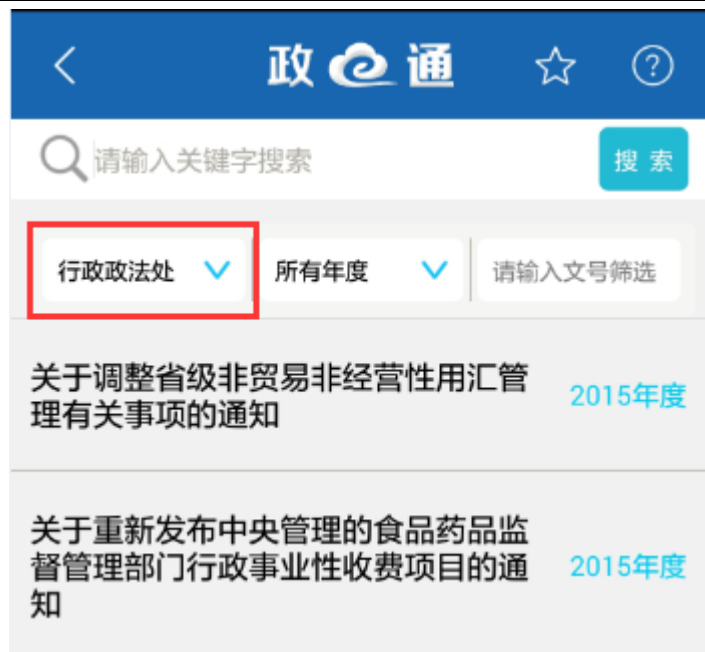 政e通
请输入关键字搜索
搜 索
行政政法处 所有年度 请输入文号筛选
关于调整省级非贸易非经营性用汇管
理有关事项的通知
2015年度
关于重新发布中央管理的食品药品监
督管理部门行政事业性收费项目的通
知
2015年度